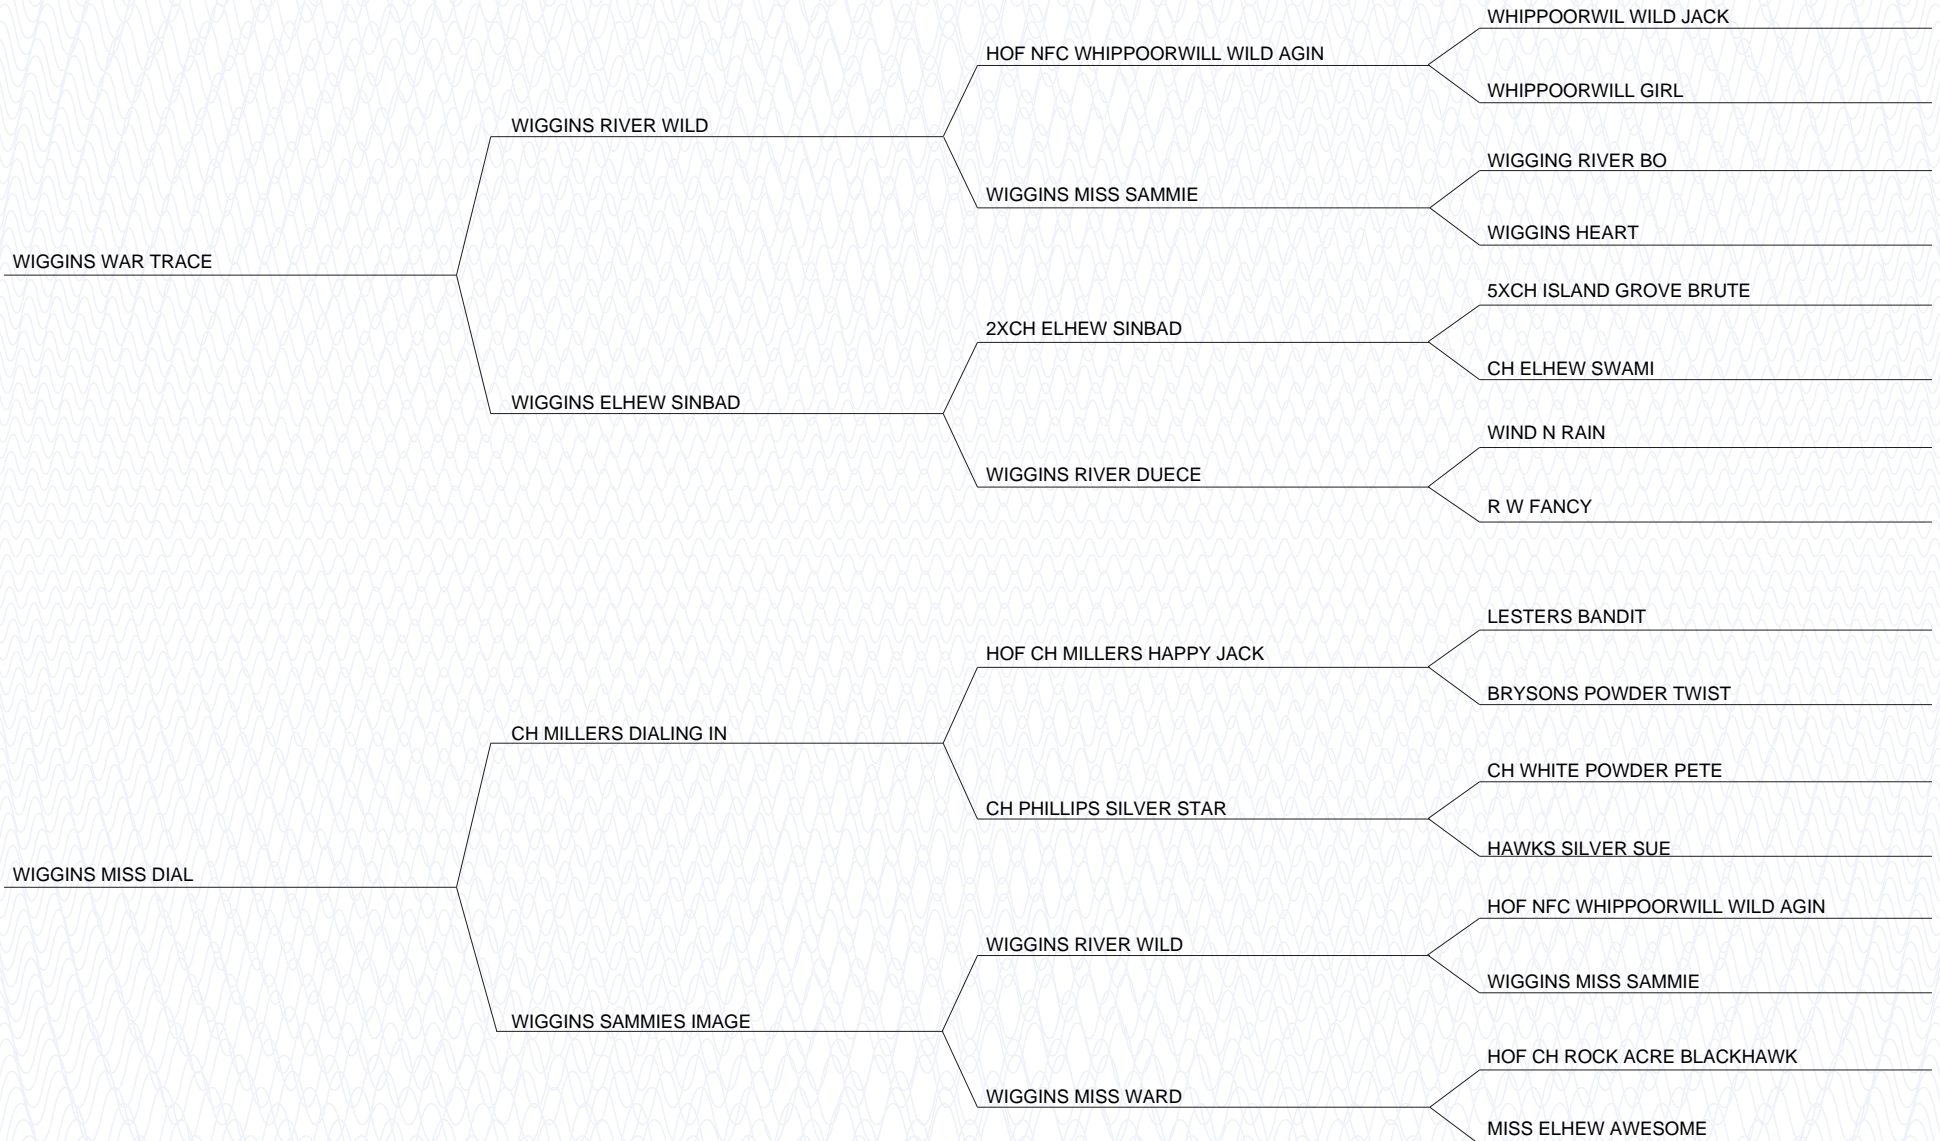 WHIPPOORWIL WILD JACK
HOF NFC WHIPPOORWILL WILD AGIN
WHIPPOORWILL GIRL
WIGGINS RIVER WILD
WIGGING RIVER BO
WIGGINS MISS SAMMIE
WIGGINS HEART
WIGGINS WAR TRACE
5XCH ISLAND GROVE BRUTE
2XCH ELHEW SINBAD
CH ELHEW SWAMI
WIGGINS ELHEW SINBAD
WIND N RAIN
WIGGINS RIVER DUECE
R W FANCY
LESTERS BANDIT
HOF CH MILLERS HAPPY JACK
BRYSONS POWDER TWIST
CH MILLERS DIALING IN
CH WHITE POWDER PETE
CH PHILLIPS SILVER STAR
HAWKS SILVER SUE
WIGGINS MISS DIAL
HOF NFC WHIPPOORWILL WILD AGIN
WIGGINS RIVER WILD
WIGGINS MISS SAMMIE
WIGGINS SAMMIES IMAGE
HOF CH ROCK ACRE BLACKHAWK
WIGGINS MISS WARD
MISS ELHEW AWESOME